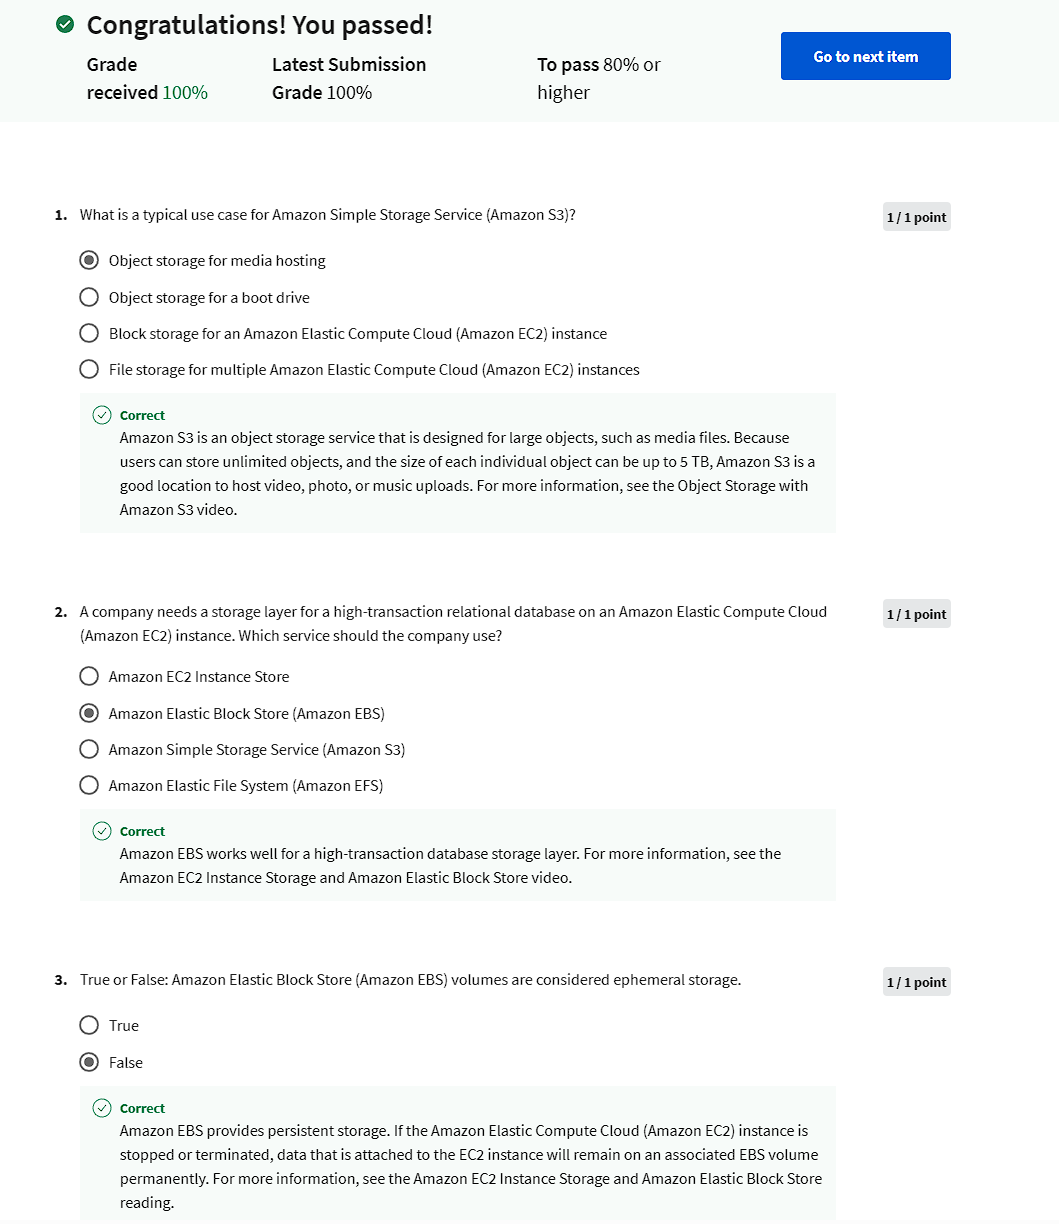 Congratulations! You passed!
Grade
received 100%
Latest Submission
Grade 100%
To pass 80% or
higher
Go to next item
1. What is a typical use case for Amazon Simple Storage Service (Amazon S3)?
1 / 1 point
Object storage for media hosting
Object storage for a boot drive
Block storage for an Amazon Elastic Compute Cloud (Amazon EC2) instance
File storage for multiple Amazon Elastic Compute Cloud (Amazon EC2) instances
Correct
Amazon S3 is an object storage service that is designed for large objects, such as media files. Because
users can store unlimited objects, and the size of each individual object can be up to 5 TB, Amazon S3 is a
good location to host video, photo, or music uploads. For more information, see the Object Storage with
Amazon S3 video.
2. A company needs a storage layer for a high-transaction relational database on an Amazon Elastic Compute Cloud
(Amazon EC2) instance. Which service should the company use?
1 / 1 point
Amazon EC2 Instance Store
Amazon Elastic Block Store (Amazon EBS)
Amazon Simple Storage Service (Amazon S3)
Amazon Elastic File System (Amazon EFS)
Correct
Amazon EBS works well for a high-transaction database storage layer. For more information, see the
Amazon EC2 Instance Storage and Amazon Elastic Block Store video.
3. True or False: Amazon Elastic Block Store (Amazon EBS) volumes are considered ephemeral storage.
1 / 1 point
True
False
Correct
Amazon EBS provides persistent storage. If the Amazon Elastic Compute Cloud (Amazon EC2) instance is
stopped or terminated, data that is attached to the EC2 instance will remain on an associated EBS volume
permanently. For more information, see the Amazon EC2 Instance Storage and Amazon Elastic Block Store
reading.